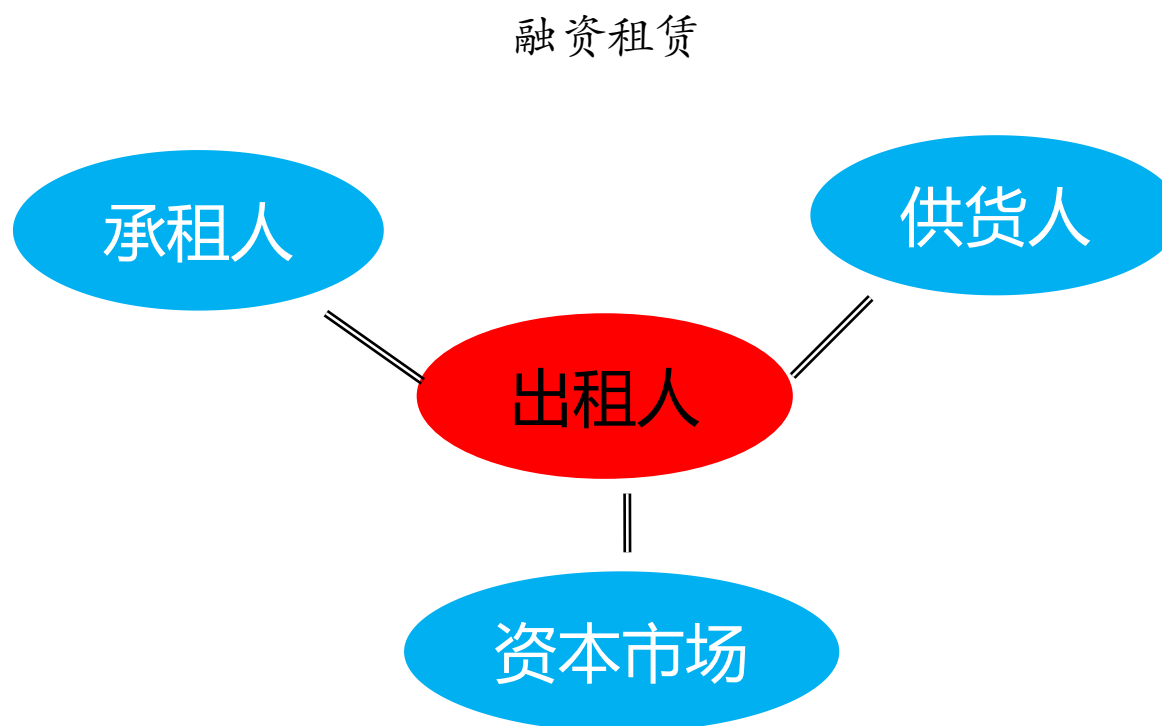 融资租赁
承租人
供货人
出租人
资本市场